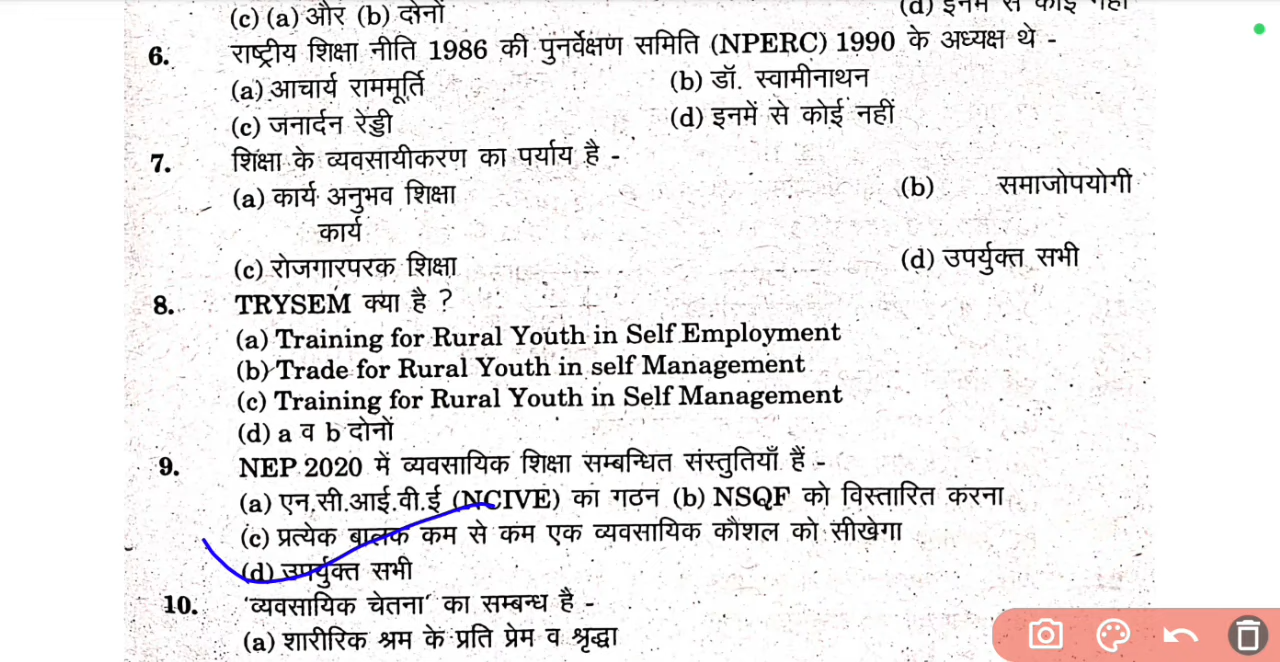 (c) (a) और (b) दोनों
6. राष्ट्रीय शिक्षा नीति 1986 की पुनर्वेक्षण समिति (NPERC) 1990 के अध्यक्ष थे -
(a) आचार्य राममूर्ति (b) डॉ. स्वामीनाथन
(c) जनार्दन रेड्डी (d) इनमें से कोई नहीं
7. शिक्षा के व्यवसायीकरण का पर्याय है -
(a) कार्य अनुभव शिक्षा (b) समाजोपयोगी
कार्य
(c) रोजगारपरक शिक्षा (d) उपर्युक्त सभी
8. TRYSEM क्या है ?
(a) Training for Rural Youth in Self Employment
(b) Trade for Rural Youth in self Management
(c) Training for Rural Youth in Self Management
(d) a व b दोनों
9. NEP 2020 में व्यवसायिक शिक्षा सम्बन्धित संस्तुतियाँ हैं -
(a) एन.सी.आई.वी.ई (NCIVE) का गठन (b) NSQF को विस्तारित करना
(c) प्रत्येक बालक कम से कम एक व्यवसायिक कौशल को सीखेगा
(d) उपर्युक्त सभी
10. 'व्यवसायिक चेतना' का सम्बन्ध है -
(a) शारीरिक श्रम के प्रति प्रेम व श्रृद्धा